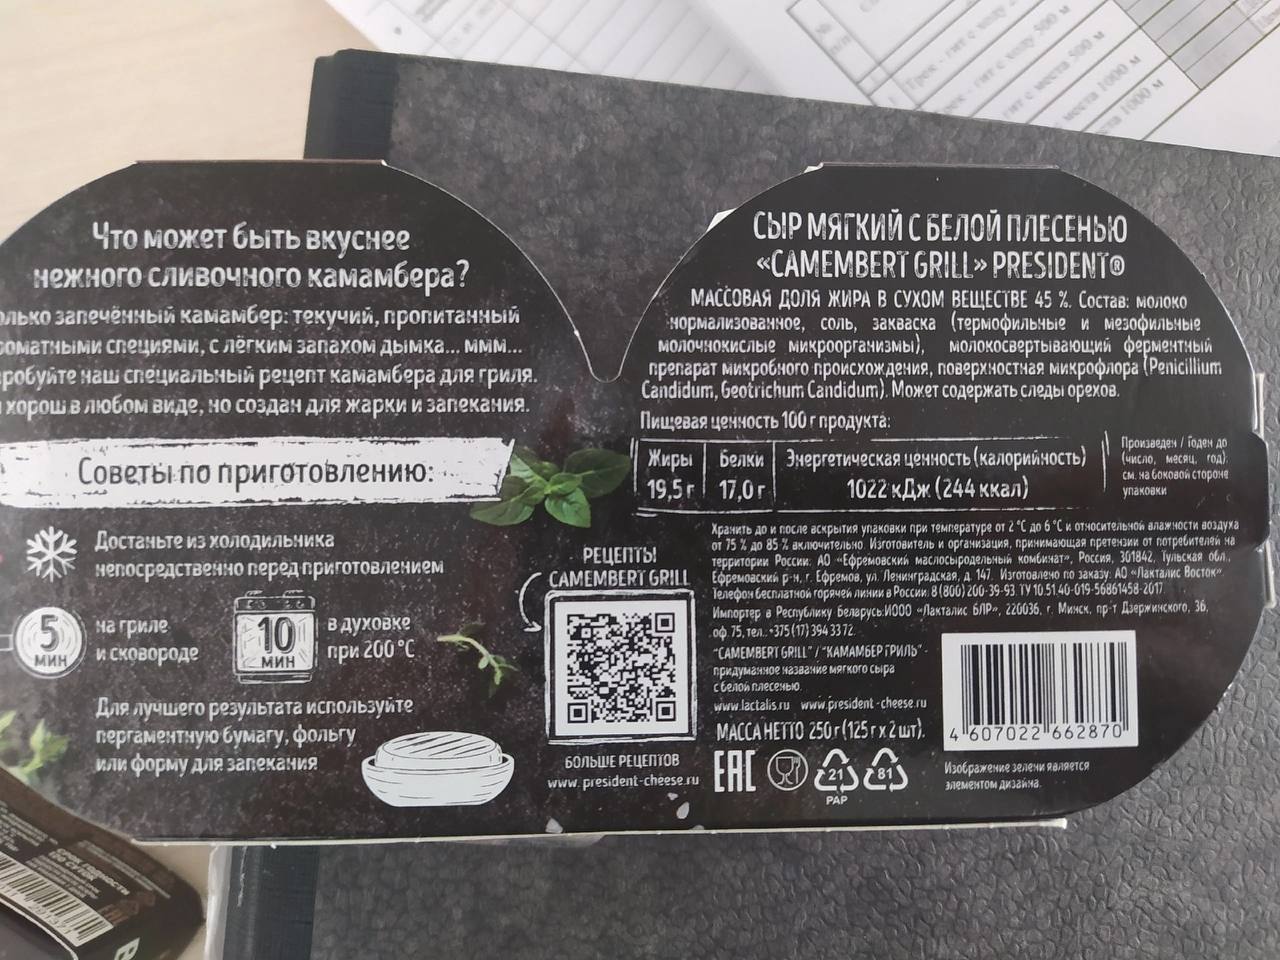 Что может быть вкуснее
нежного сливочного камамбера?
запечённый камамбер: текучий, пропитанный
специями, с лёгким запахом дымка... ммм...
наш специальный рецепт камамбера для гриля.
хорош в любом виде, но создан для жарки и запекания.
Советы по приготовлению:
Достаньте из холодильника
непосредственно перед приготовлением
5 МИН
на гриле
и сковороде
10 МИН
в духовке
при 200 °C
Для лучшего результата используйте
пергаментную бумагу, фольгу
или форму для запекания
РЕЦЕПТЫ
CAMEMBERT GRILL
БОЛЬШЕ РЕЦЕПТОВ
www. president-cheese.ru
СЫР МЯГКИЙ С БЕЛОЙ ПЛЕСЕНЬЮ
«CAMEMBERT GRILL» PRESIDENT®
МАССОВАЯ ДОЛЯ ЖИРА В СУХОМ ВЕЩЕСТВЕ 45 %. Состав: молоко
нормализованное, соль, закваска (термофильные и мезофильные
молочнокислые микроорганизмы), молокосвертывающий ферментный
препарат микробного происхождения, поверхностная микрофлора (Penicillium
Candidum, Geotrichum Candidum). Может содержать следы орехов.
Пищевая ценность 100 г продукта:
Жиры Белки Энергетическая ценность (калорийность)
19,5 г 17,0 г 1022 кДж (244 ккал)
Произведен / Годен до
(число, месяц, год):
см. на боковой стороне
упаковки
Хранить до и после вскрытия упаковки при температуре от 2 °C до 6 °C и относительной влажности воздуха
от 75 % до 85 % включительно. Изготовитель и организация, принимающая претензии от потребителей на
территории России: АО «Ефремовский маслосыродельный комбинат», Россия, 301842, Тульская обл.,
Ефремовский р-н, г. Ефремов, ул. Ленинградская, д. 147. Изготовлено по заказу: АО «Лакталис Восток».
Телефон бесплатной горячей линии в России: 8 (800) 200-39-93 ТУ 10.51.40-019-56861458-2017
Импортер в Республику Беларусь:ИООО «Лакталис БЛР», 220036, г. Минск, пр-т Дзержинского, 3б,
оф. 75, тел.: +375 (17) 394 33 72.
"CAMEMBERT GRILL" / "КАМАМБЕР ГРИЛЬ" -
придуманное название мягкого сыра
с белой плесенью.
www.lactalis.ru www.president-cheese.ru
МАССА НЕТТО 250 г (125 г х 2 шт).
EAC
21
PAP
81
4 607022 662870
Изображение зелени является
элементом дизайна.